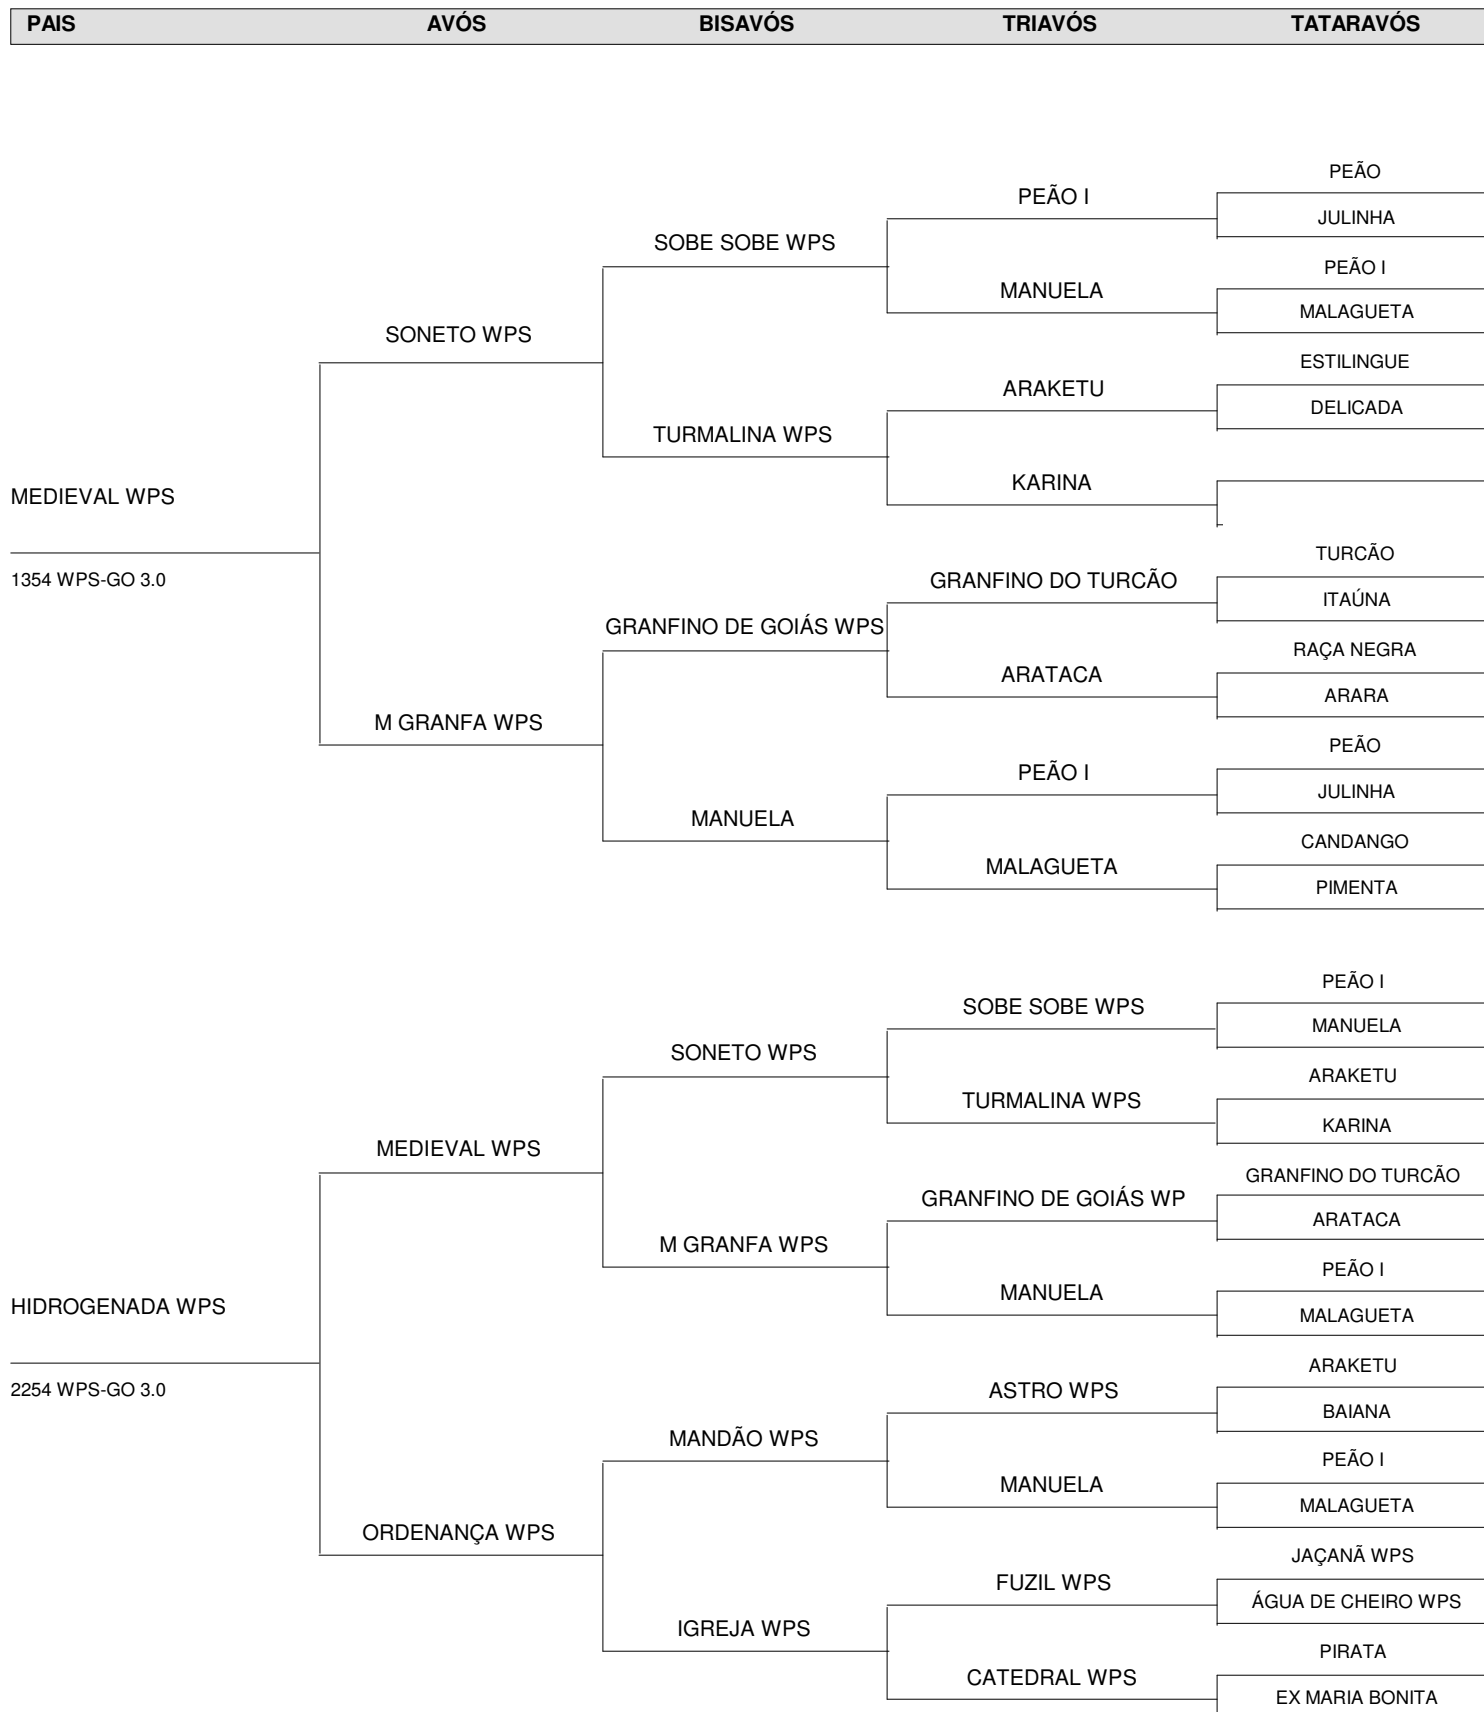 PAIS AVÓS BISAVÓS TRIAVÓS TATARAVÓS
PEÃO
PEÃO I
JULINHA
SOBE SOBE WPS
PEÃO I
MANUELA
MALAGUETA
SONETO WPS
ESTILINGUE
ARAKETU
DELICADA
TURMALINA WPS
KARINA
MEDIEVAL WPS
TURCÃO
1354 WPS-GO 3.0
GRANFINO DO TURCÃO
ITAÚNA
GRANFINO DE GOIÁS WPS
RAÇA NEGRA
ARATACA
ARARA
M GRANFA WPS
PEÃO
PEÃO I
JULINHA
MANUELA
CANDANGO
MALAGUETA
PIMENTA
PEÃO I
SOBE SOBE WPS
MANUELA
SONETO WPS
ARAKETU
TURMALINA WPS
KARINA
MEDIEVAL WPS
GRANFINO DO TURCÃO
GRANFINO DE GOIÁS WP
ARATACA
M GRANFA WPS
PEÃO I
MANUELA
HIDROGENADA WPS
MALAGUETA
ARAKETU
2254 WPS-GO 3.0
ASTRO WPS
BAIANA
MANDÃO WPS
PEÃO I
MANUELA
MALAGUETA
ORDENANÇA WPS
JAÇANÃ WPS
FUZIL WPS
ÁGUA DE CHEIRO WPS
IGREJA WPS
PIRATA
CATEDRAL WPS
EX MARIA BONITA